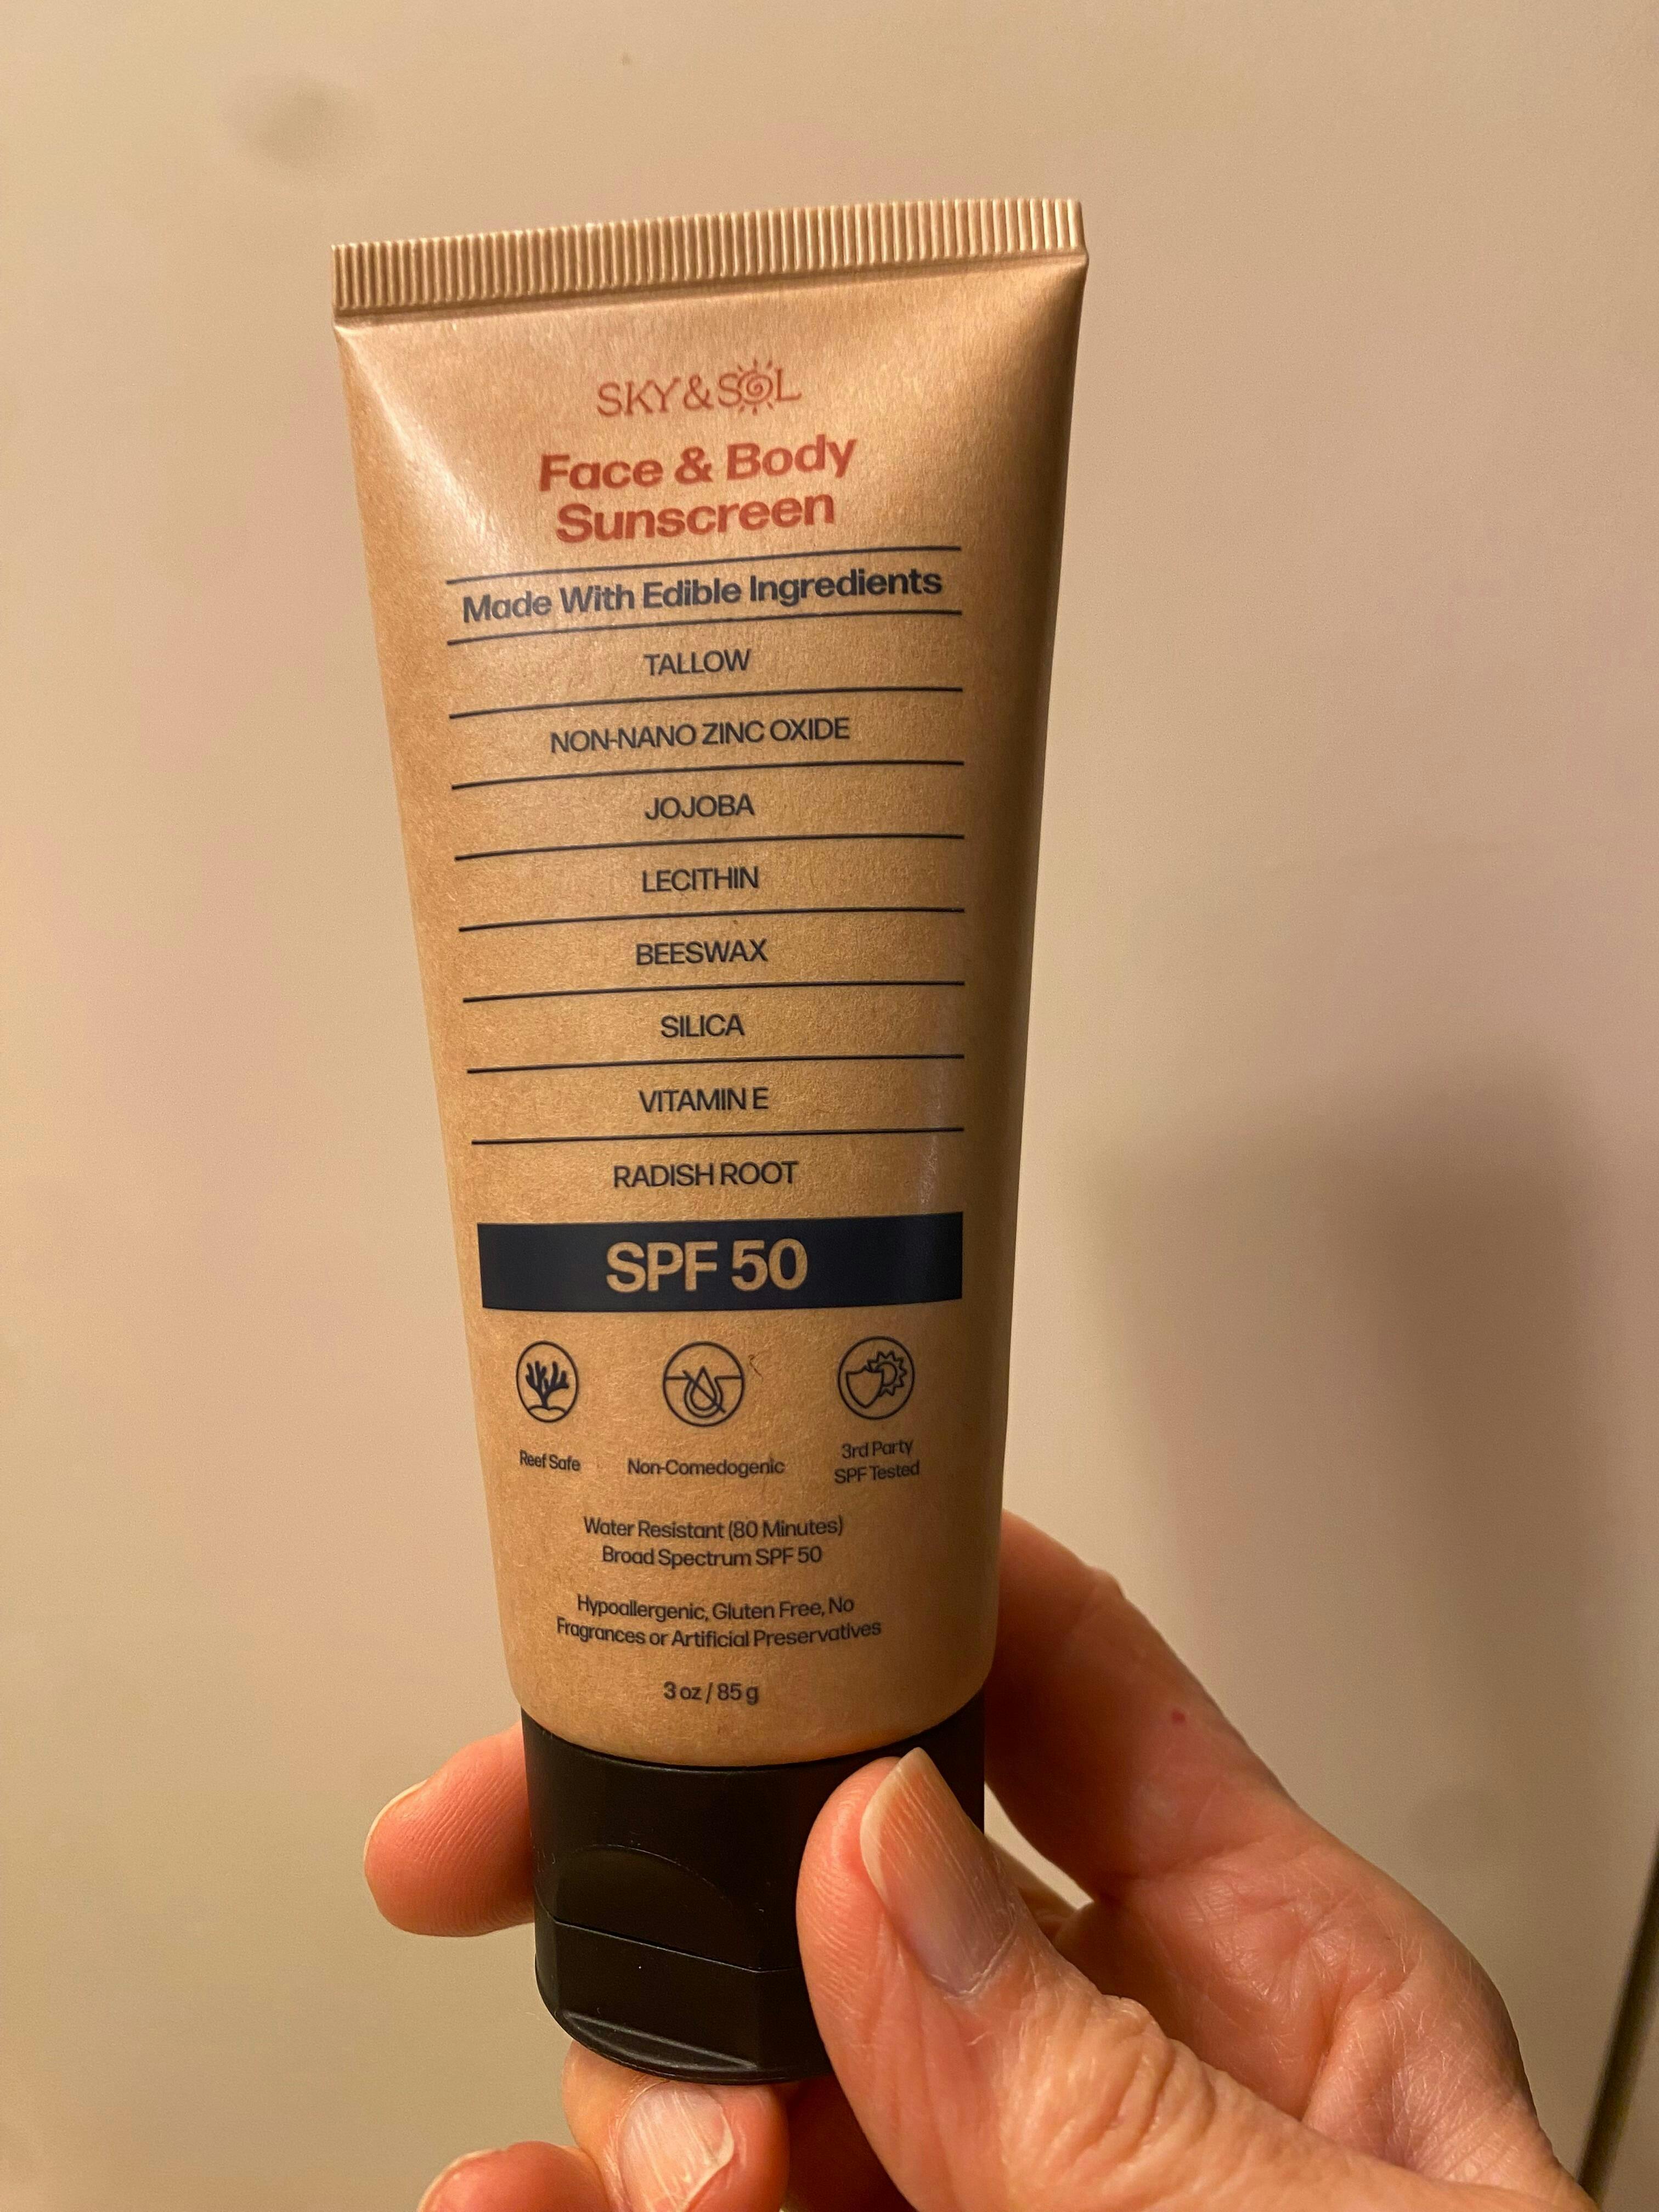 SKY & SOL
Face & Body
Sunscreen
Made With Edible Ingredients
TALLOW
NON-NANO ZINC OXIDE
JOJOBA
LECITHIN
BEESWAX
SILICA
VITAMIN E
RADISH ROOT
SPF 50
Reef Safe
Non-Comedogenic
3rd Party
SPF Tested
Water Resistant (80 Minutes)
Broad Spectrum SPF 50
Hypoallergenic, Gluten Free, No
Fragrances or Artificial Preservatives
3 oz / 85 g